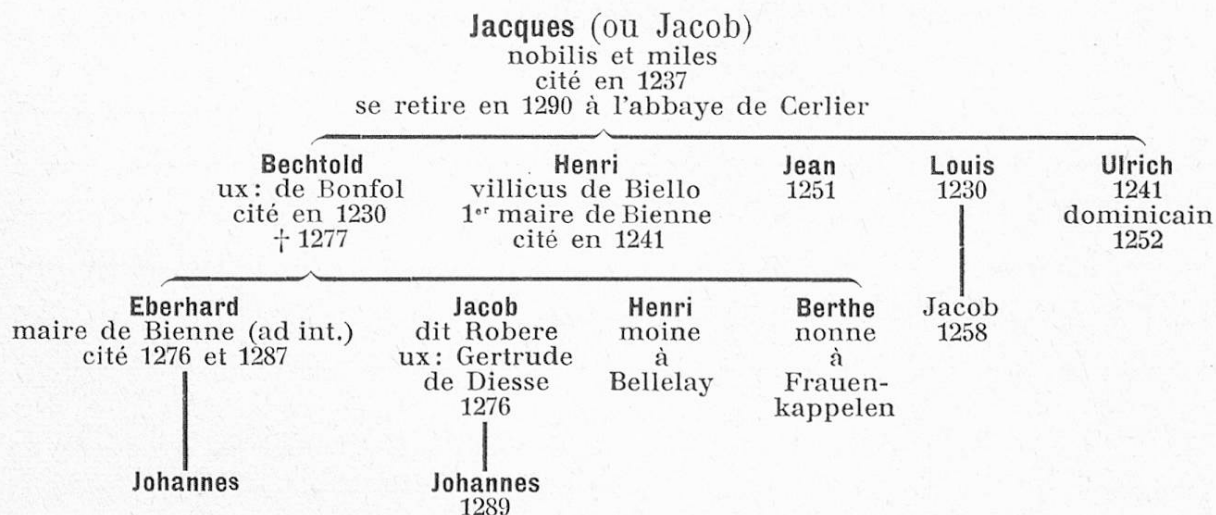 Jacques (ou Jacob)
nobilis et miles
cité en 1237
se retire en 1290 à l'abbaye de Cerlier
Bechtold
ux: de Bonfol
cité en 1230
† 1277
Henri
villicus de Biello
1er maire de Bienne
cité en 1241
Jean
1251
Louis
1230
Ulrich
1241
dominicain
1252
Eberhard
maire de Bienne (ad int.)
cité 1276 et 1287
Jacob
dit Robere
ux: Gertrude
de Diesse
1276
Henri
moine
à
Bellelay
Berthe
nonne
à
Frauen-
kappelen
Jacob
1258
Johannes
Johannes
1289